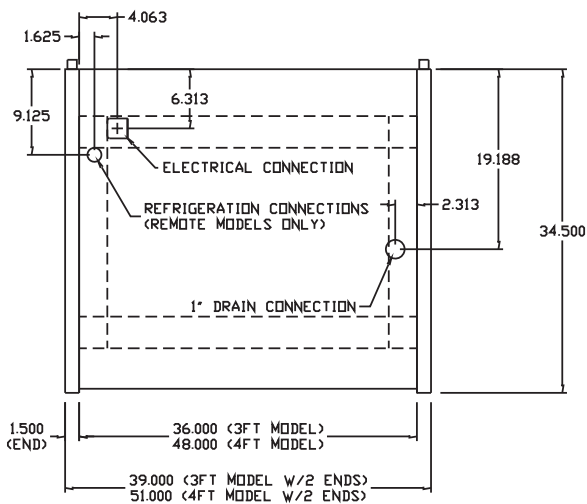 4.063
1.625
9.125
6.313
ELECTRICAL CONNECTION
19.188
REFRIGERATION CONNECTIONS
(REMOTE MODELS ONLY)
2.313
34.500
1" DRAIN CONNECTION
1.500
(END)
36.000 (3FT MODEL)
48.000 (4FT MODEL)
39.000 (3FT MODEL W/2 ENDS)
51.000 (4FT MODEL W/2 ENDS)